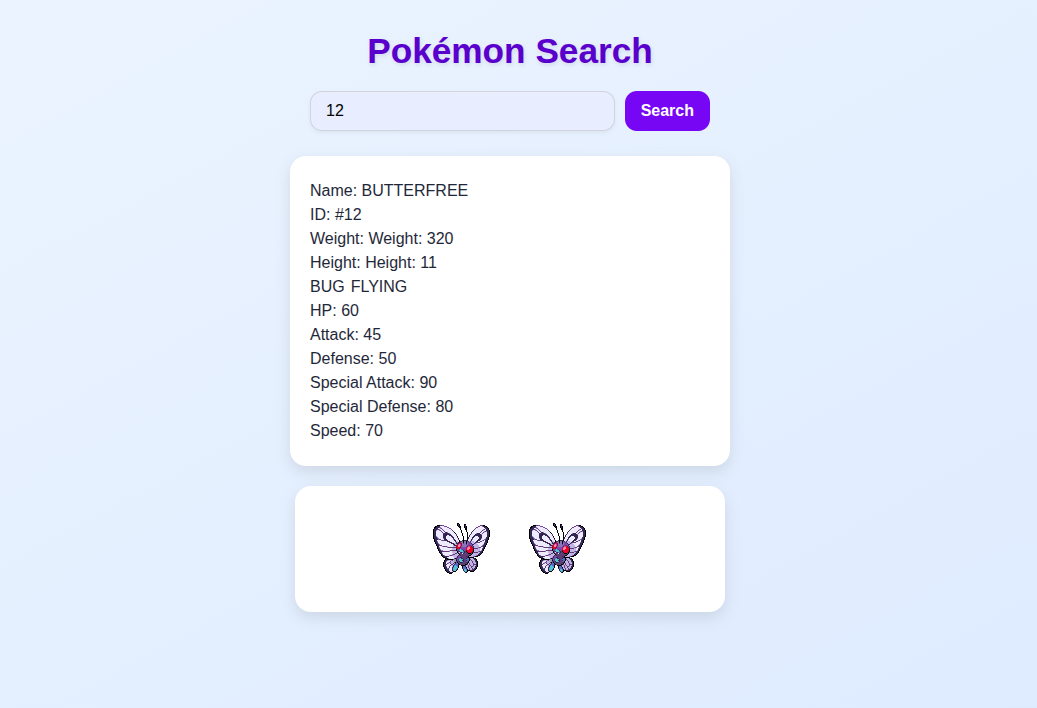 Pokémon Search
12
Search
Name: BUTTERFREE
ID: #12
Weight: Weight: 320
Height: Height: 11
BUG FLYING
HP: 60
Attack: 45
Defense: 50
Special Attack: 90
Special Defense: 80
Speed: 70